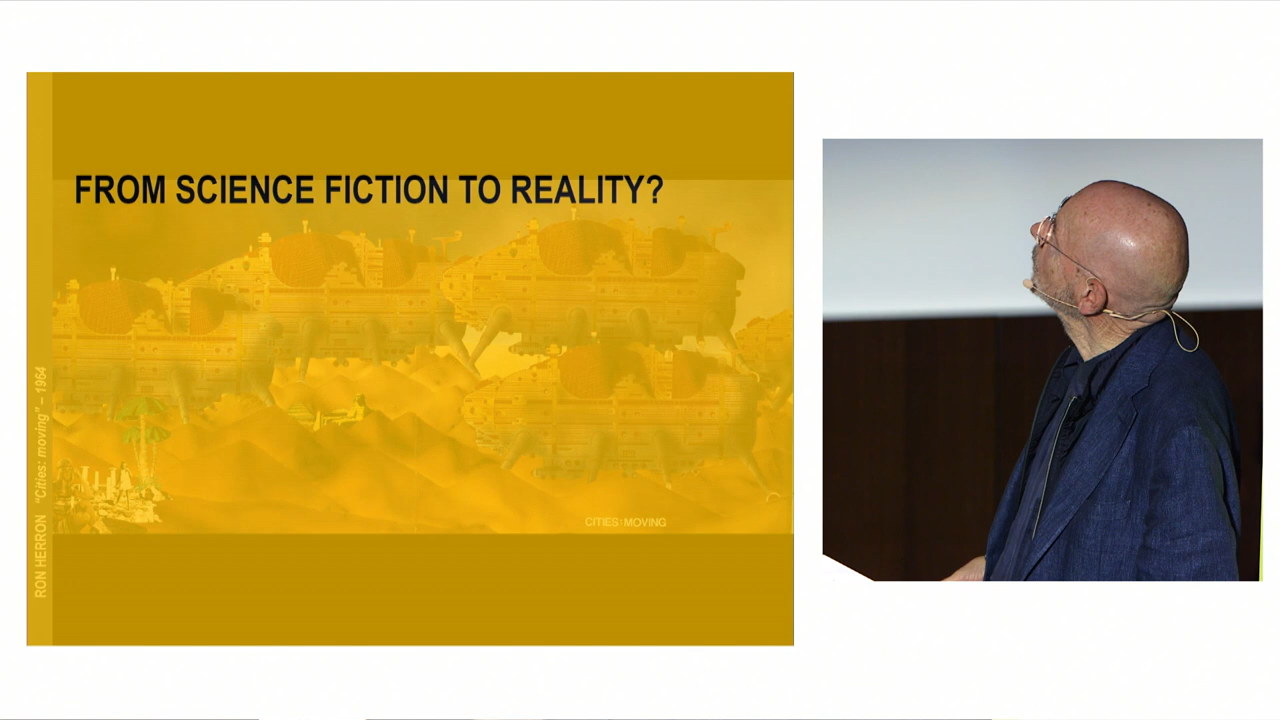 FROM SCIENCE FICTION TO REALITY?
RON HERRON "Cities: moving" – 1964
CITIES:MOVING